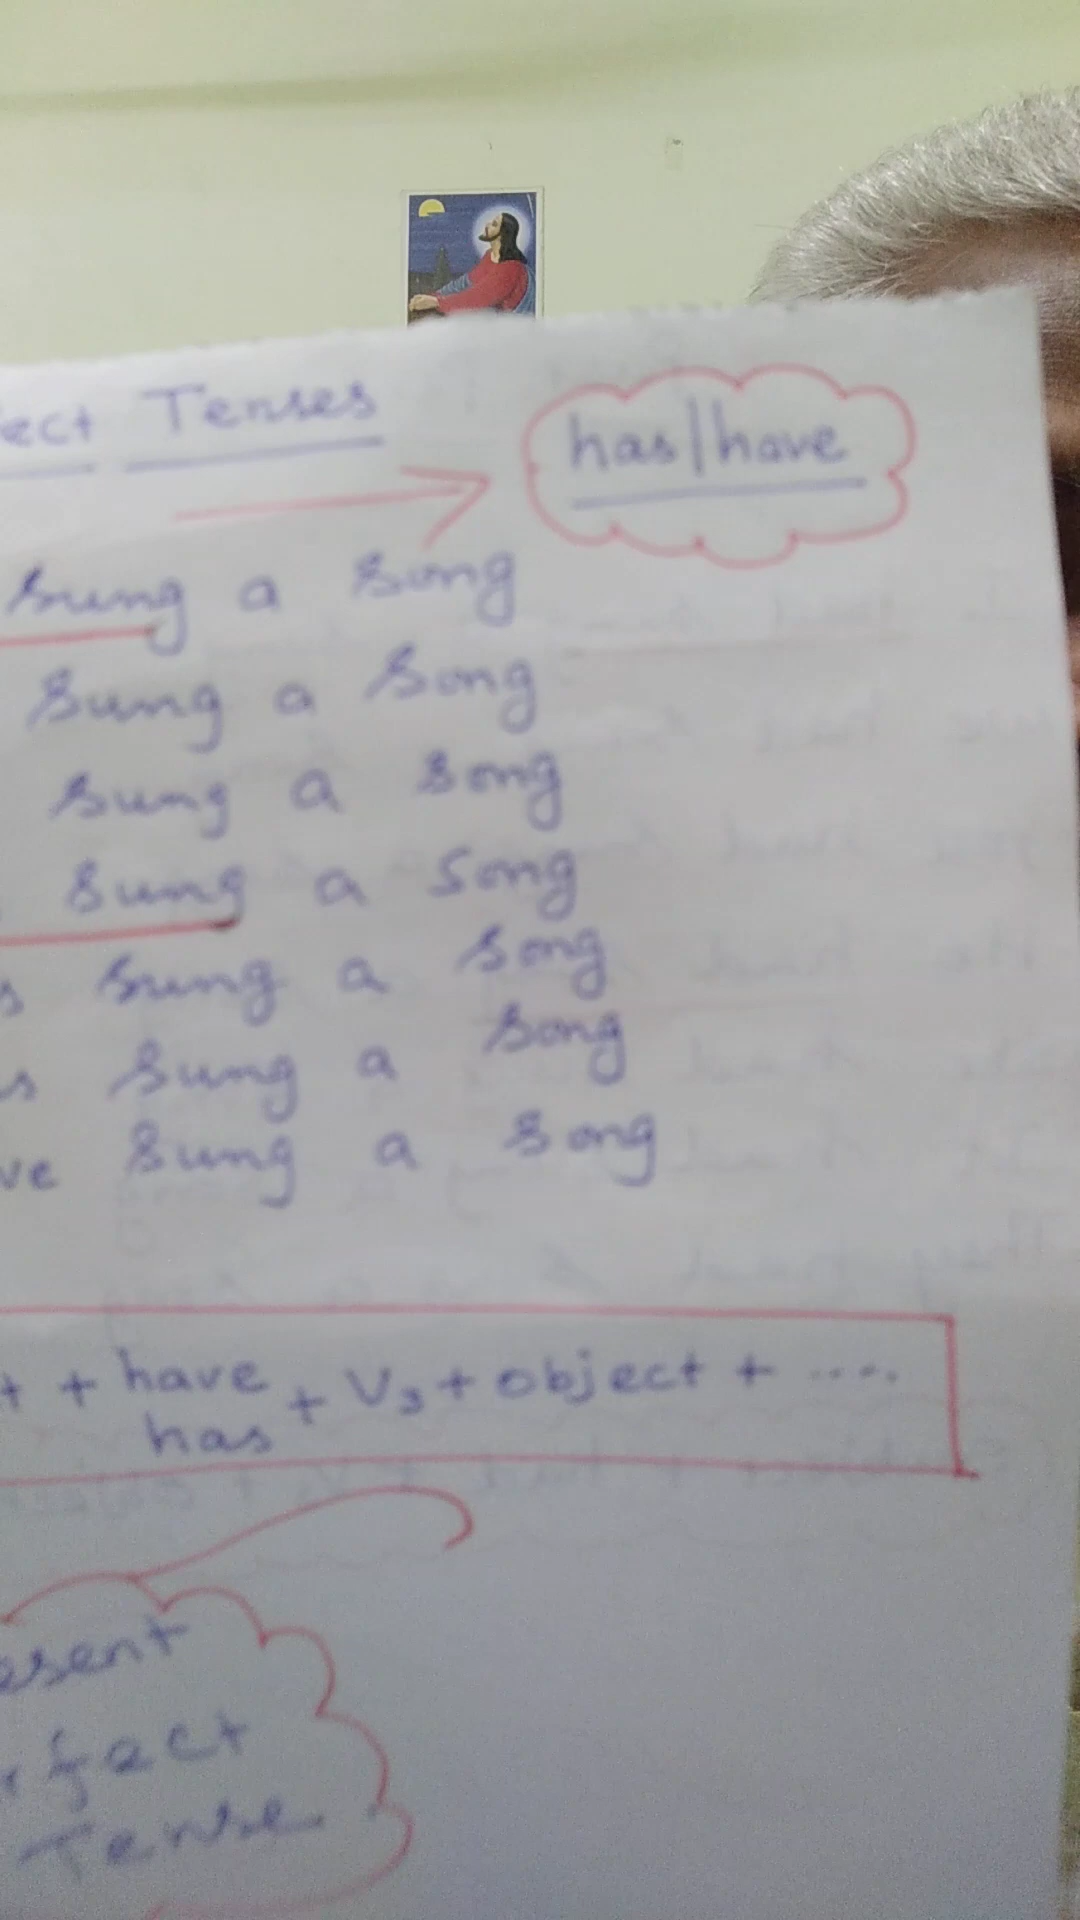 ect Tenses
has/have
sung a song
sung a song
sung a song
sung a song
s sung a song
s sung a song
ve sung a song
t + have + V3 + object + ....
has
esent
fect
Tense